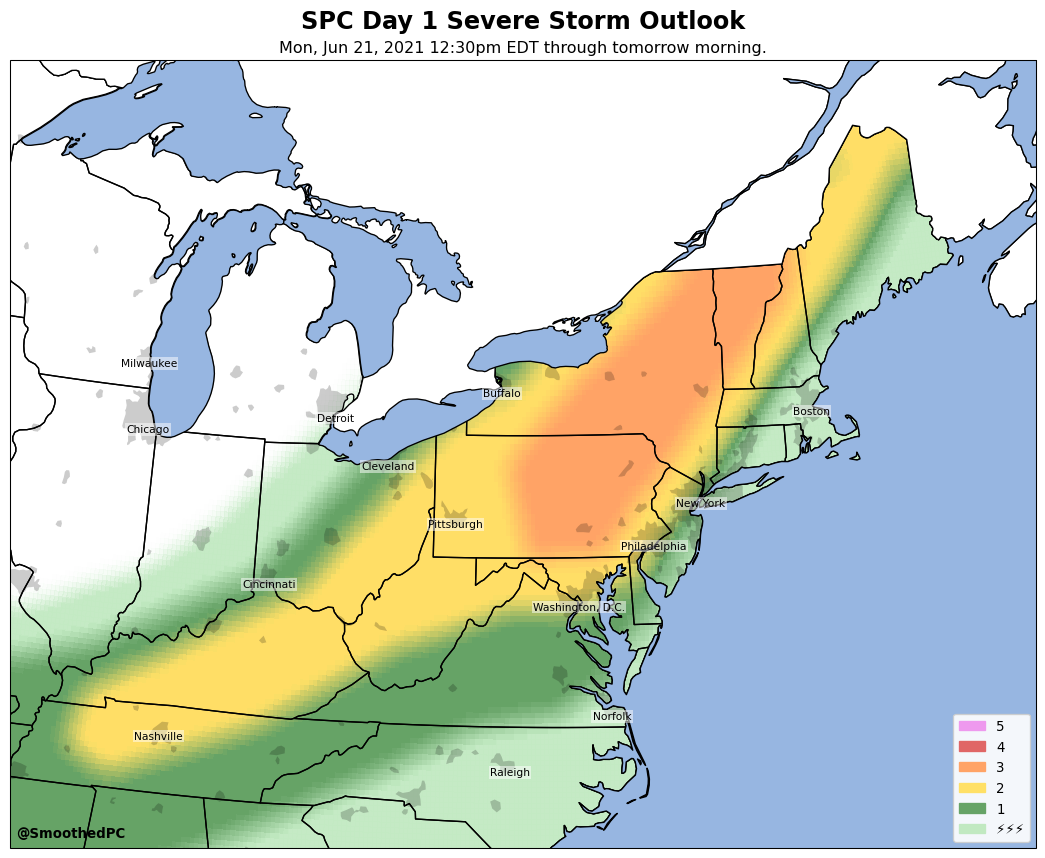 SPC Day 1 Severe Storm Outlook
Mon, Jun 21, 2021 12:30pm EDT through tomorrow morning.
Milwaukee
Buffalo
Boston
Detroit
Chicago
Cleveland
New York
Pittsburgh
Philadelphia
Cincinnati
Washington, D.C.
Norfolk
Nashville
Raleigh
5
4
3
2
1
⚡⚡⚡
@SmoothedPC